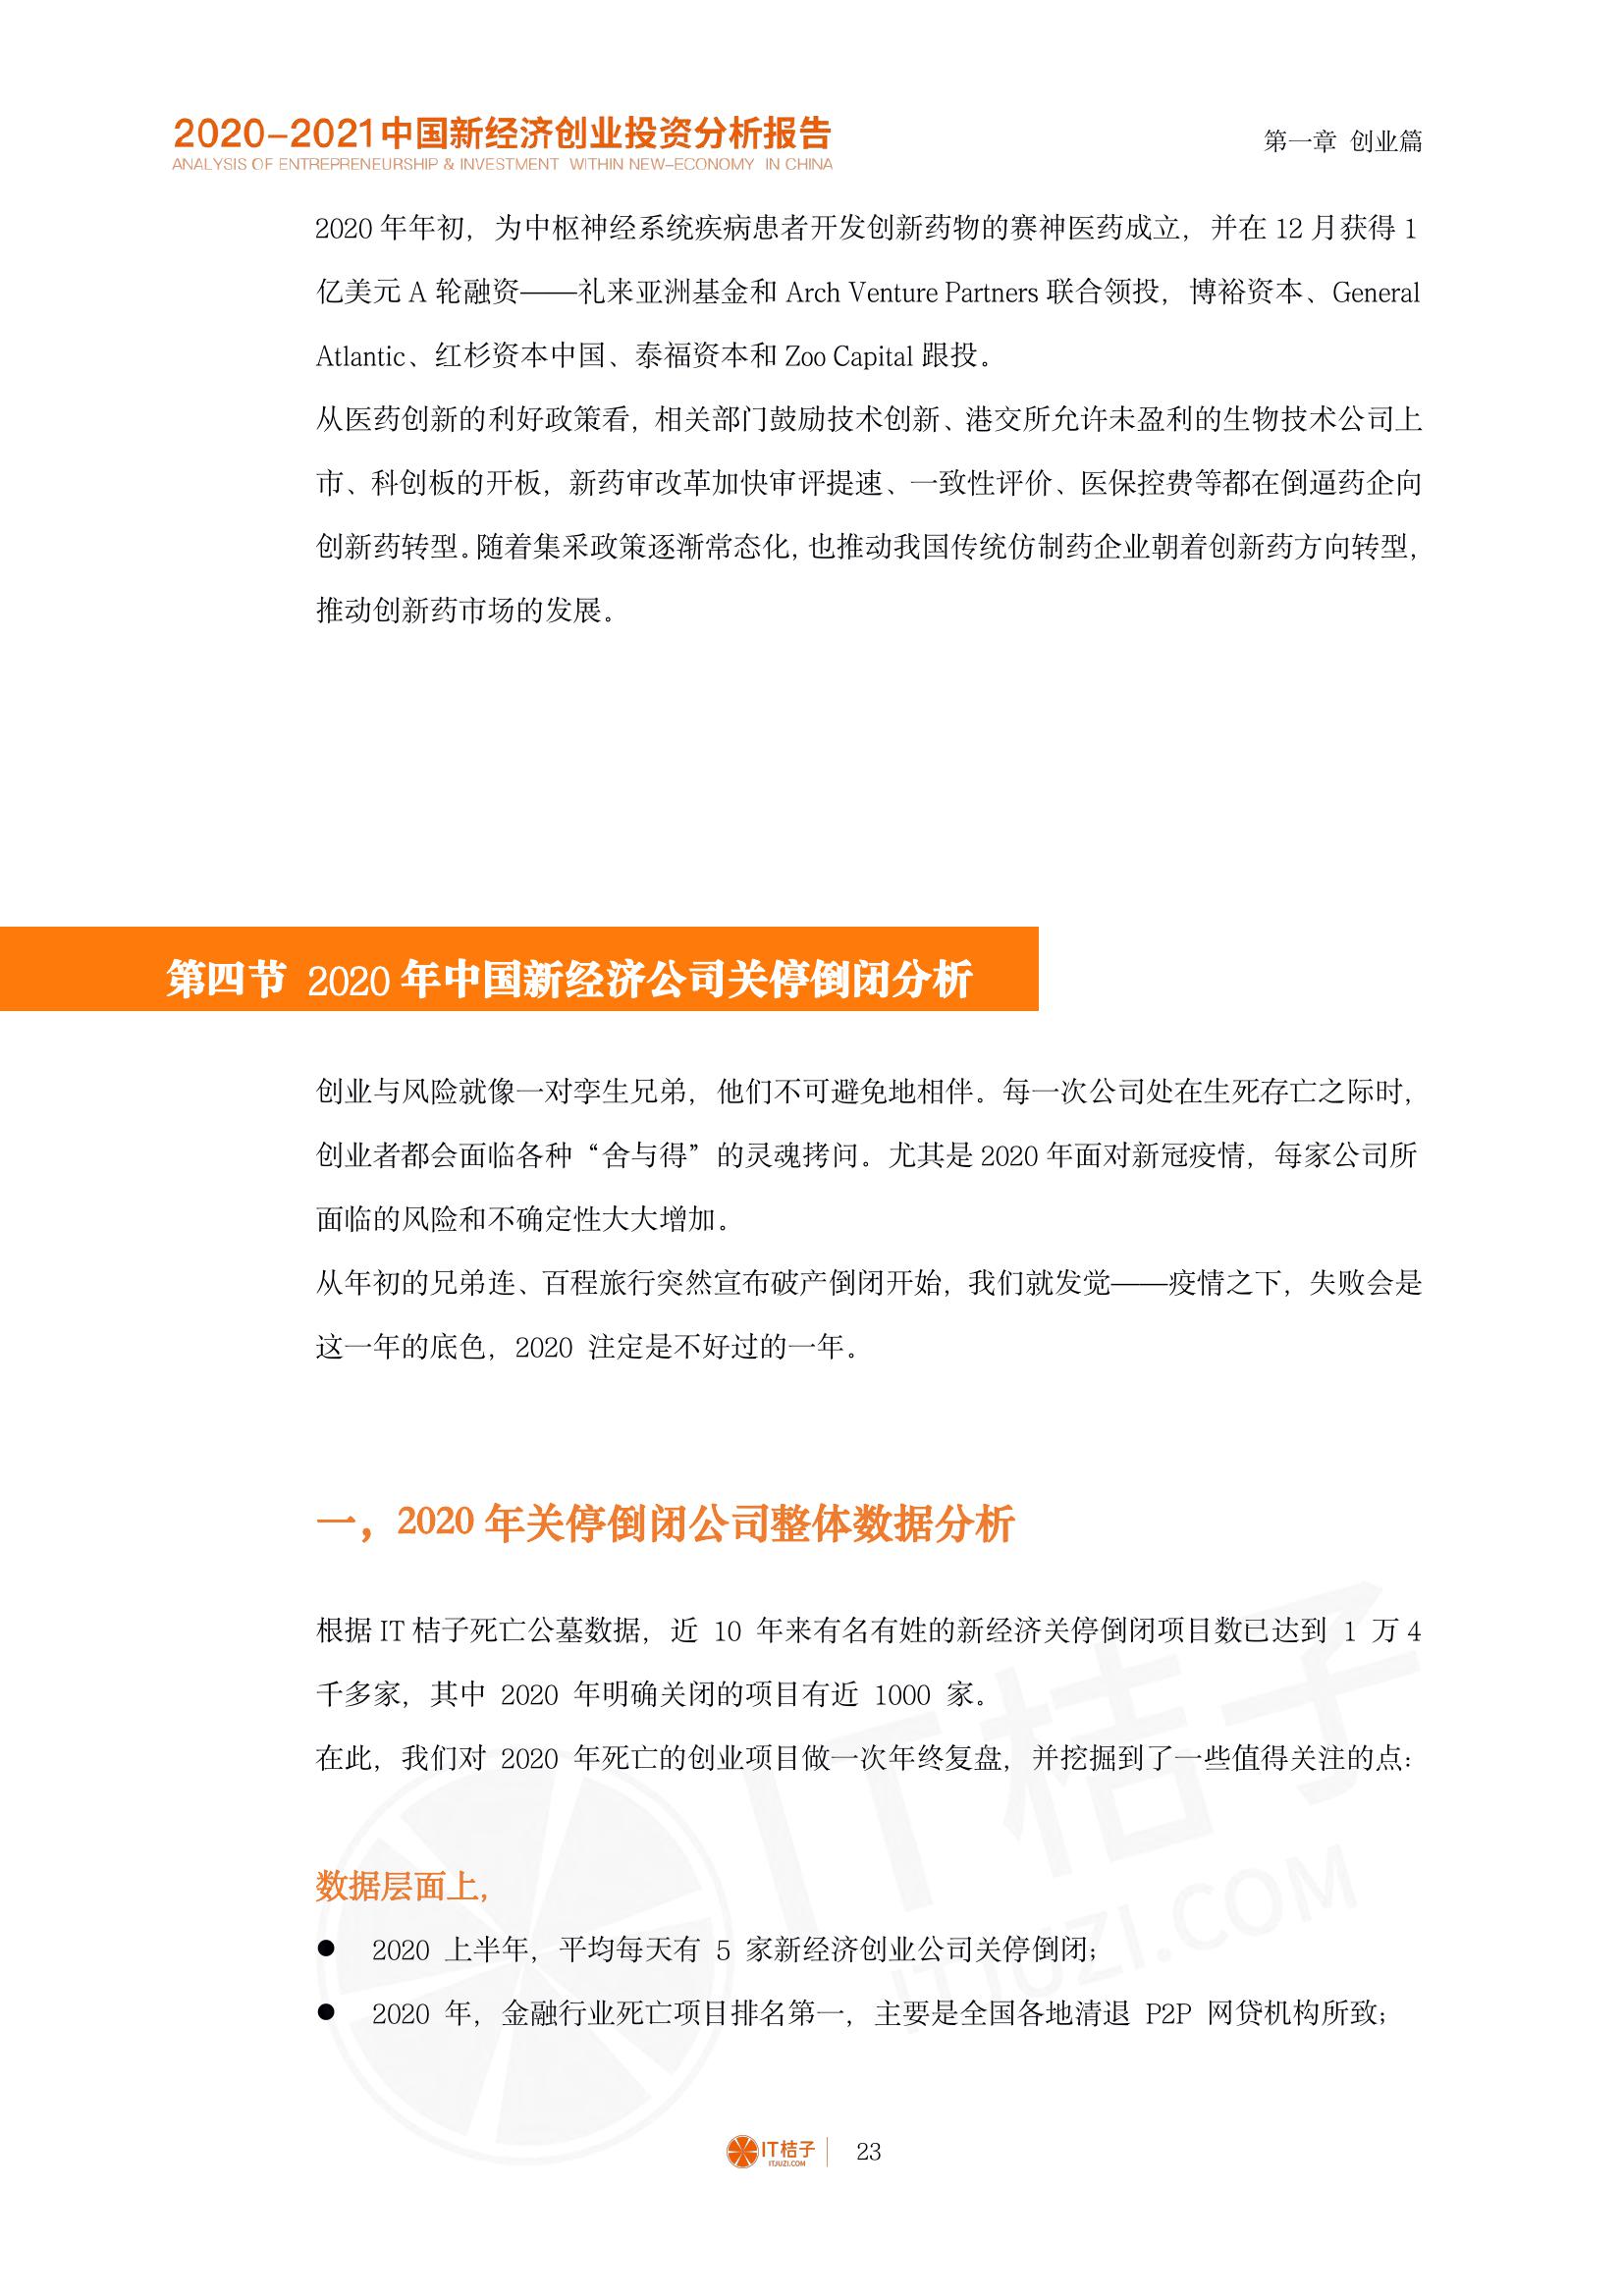 2020-2021中国新经济创业投资分析报告
ANALYSIS OF ENTREPRENEURSHIP & INVESTMENT WITHIN NEW-ECONOMY IN CHINA
第一章 创业篇
2020 年年初，为中枢神经系统疾病患者开发创新药物的赛神医药成立，并在 12 月获得 1
亿美元 A 轮融资——礼来亚洲基金和 Arch Venture Partners 联合领投，博裕资本、General
Atlantic、红杉资本中国、泰福资本和 Zoo Capital 跟投。
从医药创新的利好政策看，相关部门鼓励技术创新、港交所允许未盈利的生物技术公司上
市、科创板的开板，新药审改革加快审评提速、一致性评价、医保控费等都在倒逼药企向
创新药转型。随着集采政策逐渐常态化，也推动我国传统仿制药企业朝着创新药方向转型，
推动创新药市场的发展。
第四节 2020 年中国新经济公司关停倒闭分析
创业与风险就像一对孪生兄弟，他们不可避免地相伴。每一次公司处在生死存亡之际时，
创业者都会面临各种“舍与得”的灵魂拷问。尤其是 2020 年面对新冠疫情，每家公司所
面临的风险和不确定性大大增加。
从年初的兄弟连、百程旅行突然宣布破产倒闭开始，我们就发觉——疫情之下，失败会是
这一年的底色，2020 注定是不好过的一年。
一，2020 年关停倒闭公司整体数据分析
根据 IT 桔子死亡公墓数据，近 10 年来有名有姓的新经济关停倒闭项目数已达到 1 万 4
千多家，其中 2020 年明确关闭的项目有近 1000 家。
在此，我们对 2020 年死亡的创业项目做一次年终复盘，并挖掘到了一些值得关注的点：
数据层面上，
● 2020 上半年，平均每天有 5 家新经济创业公司关停倒闭；
● 2020 年，金融行业死亡项目排名第一，主要是全国各地清退 P2P 网贷机构所致；
IT桔子
ITJUZI.COM
IT桔子
ITJUZI.COM
23